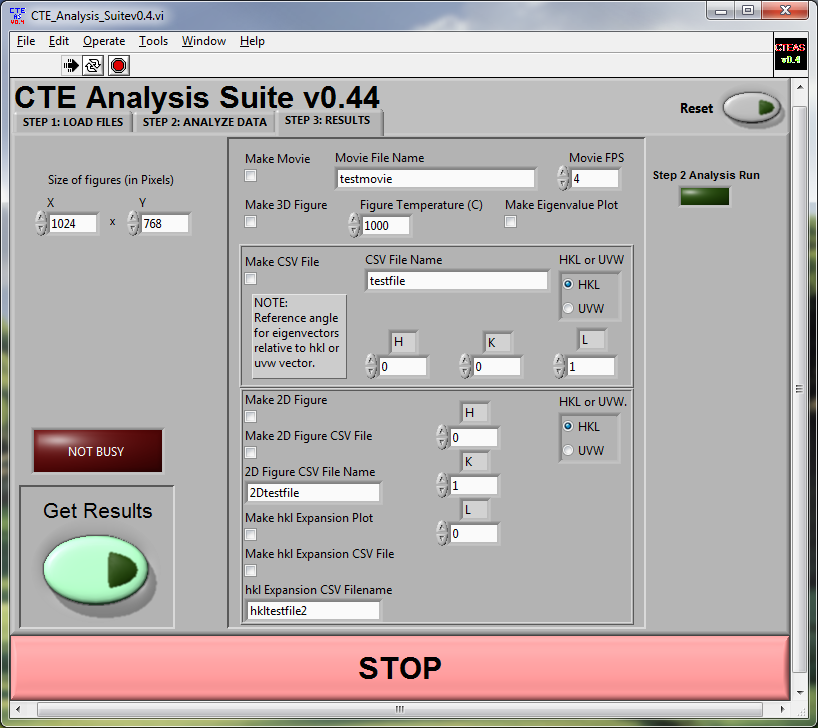 CTE_Analysis_Suitev0.4.vi
File Edit Operate Tools Window Help
CTEAS
v0.4
CTE Analysis Suite v0.44
STEP 1: LOAD FILES
STEP 2: ANALYZE DATA
STEP 3: RESULTS
Reset
Size of figures (in Pixels)
X
Y
1024
x
768
Make Movie
Movie File Name
Movie FPS
testmovie
4
Make 3D Figure
Figure Temperature (C)
Make Eigenvalue Plot
1000
Step 2 Analysis Run
Make CSV File
CSV File Name
HKL or UVW
testfile
HKL
UVW
NOTE:
Reference angle
for eigenvectors
relative to hkl or
uvw vector.
H
K
L
0
0
1
Make 2D Figure
HKL or UVW.
H
HKL
0
UVW
Make 2D Figure CSV File
K
2D Figure CSV File Name
1
2Dtestfile
L
Make hkl Expansion Plot
0
Make hkl Expansion CSV File
hkl Expansion CSV Filename
hkltestfile2
NOT BUSY
Get Results
STOP